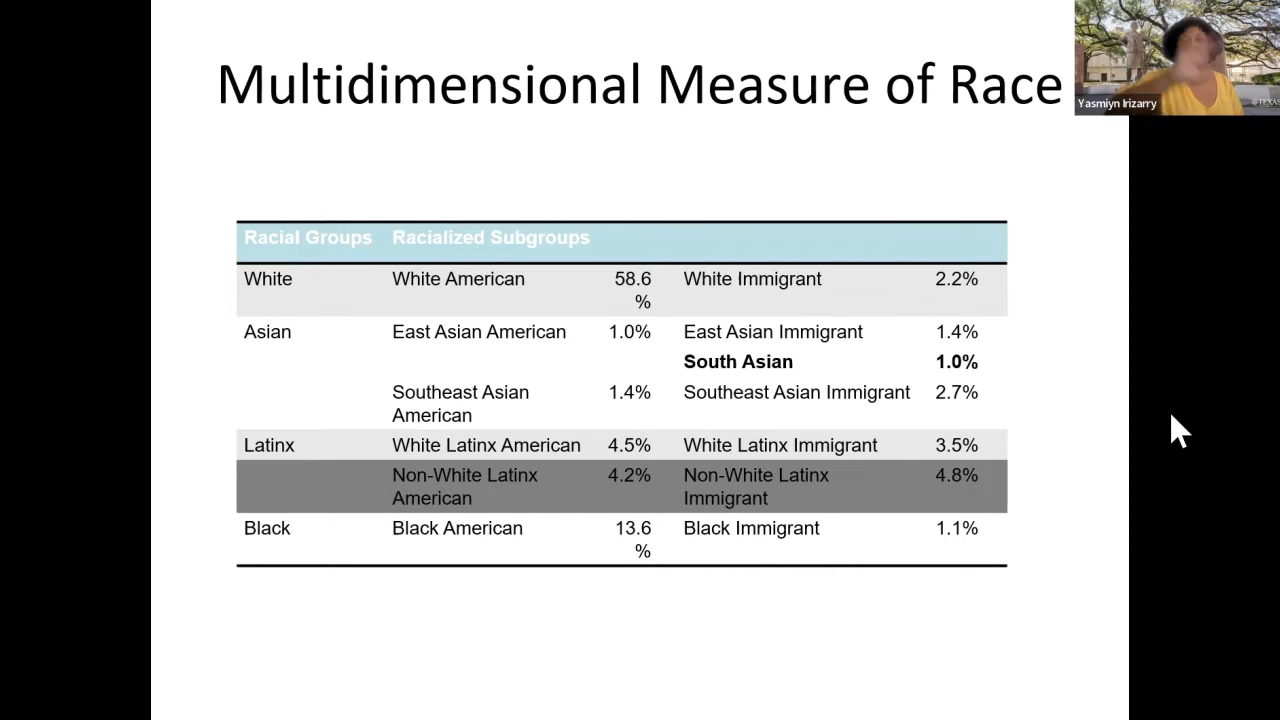 Multidimensional Measure of Race
Yasmiyn Irizarry
@TEXAS
Racial Groups Racialized Subgroups
White White American 58.6 White Immigrant 2.2%
%
Asian East Asian American 1.0% East Asian Immigrant 1.4%
South Asian 1.0%
Southeast Asian 1.4% Southeast Asian Immigrant 2.7%
American
Latinx White Latinx American 4.5% White Latinx Immigrant 3.5%
Non-White Latinx 4.2% Non-White Latinx 4.8%
American Immigrant
Black Black American 13.6 Black Immigrant 1.1%
%